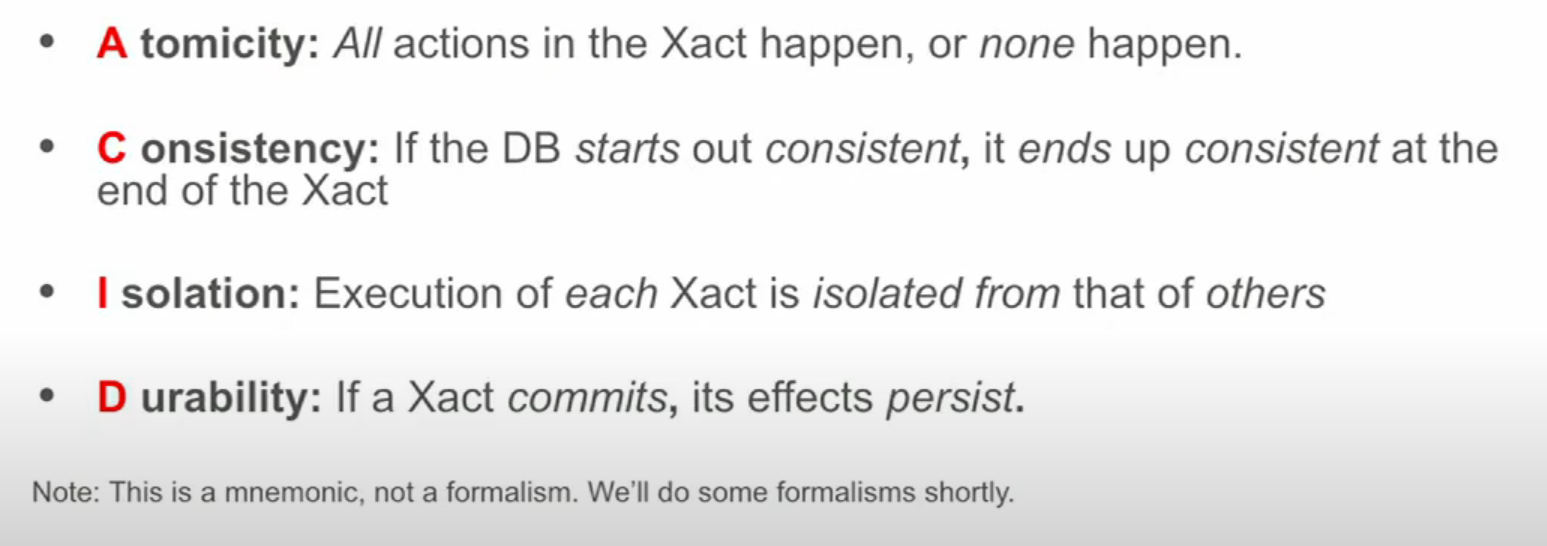 • A tomicity: All actions in the Xact happen, or none happen.
• C onsistency: If the DB starts out consistent, it ends up consistent at the
end of the Xact
• I solation: Execution of each Xact is isolated from that of others
• D urability: If a Xact commits, its effects persist.
Note: This is a mnemonic, not a formalism. We'll do some formalisms shortly.